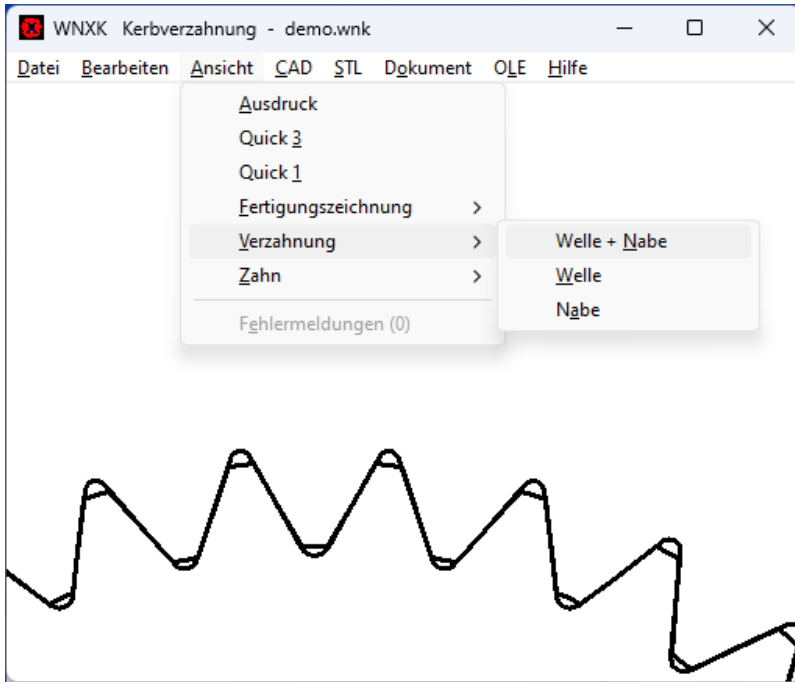 WNXK Kerbverzahnung - demo.wnk
Datei Bearbeiten Ansicht CAD STL Dokument OLE Hilfe
Ausdruck
Quick 3
Quick 1
Fertigungszeichnung
Verzahnung
Zahn
Fehlermeldungen (0)
Welle + Nabe
Welle
Nabe